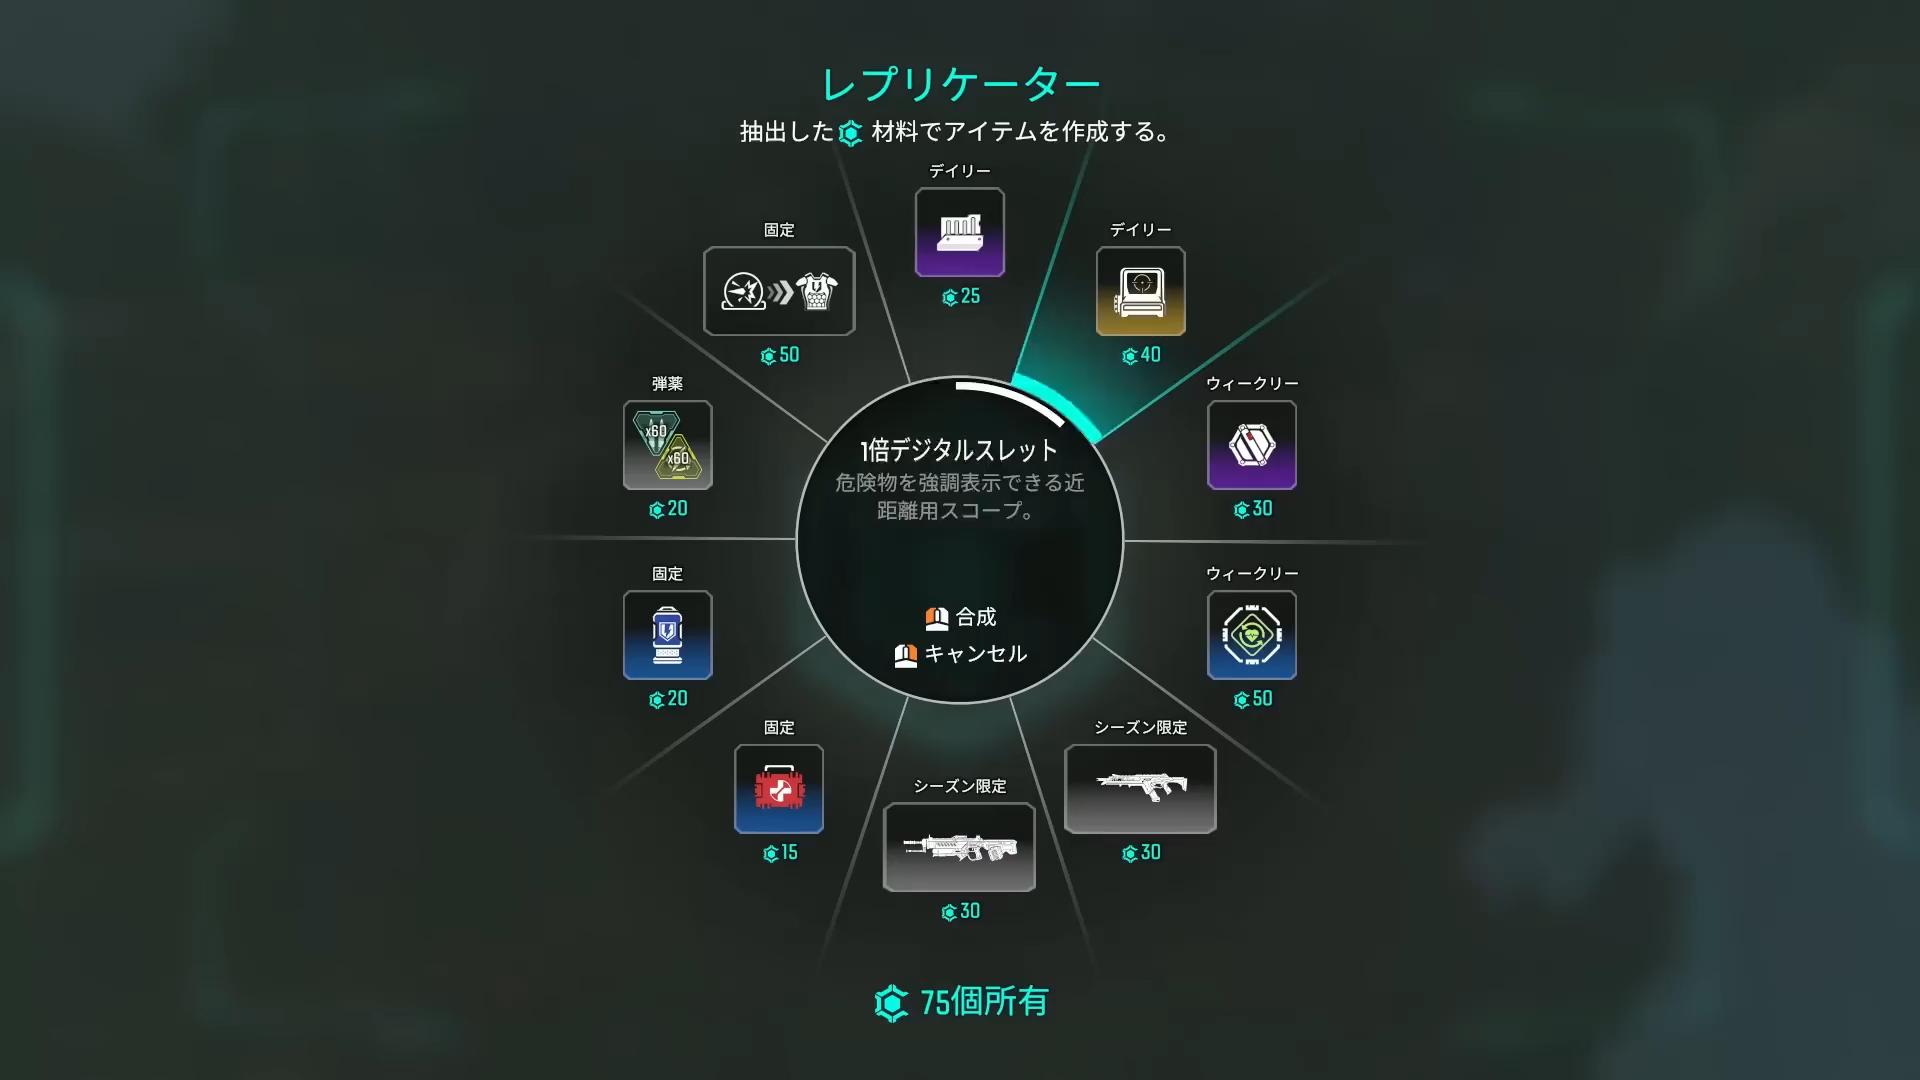 レプリケーター
抽出した 材料でアイテムを作成する。
デイリー
25
固定
50
デイリー
40
弾薬
x60
x60
20
ウィークリー
30
1倍デジタルスレット
危険物を強調表示できる近
距離用スコープ。
合成
キャンセル
固定
20
ウィークリー
50
固定
15
シーズン限定
30
シーズン限定
30
75個所有